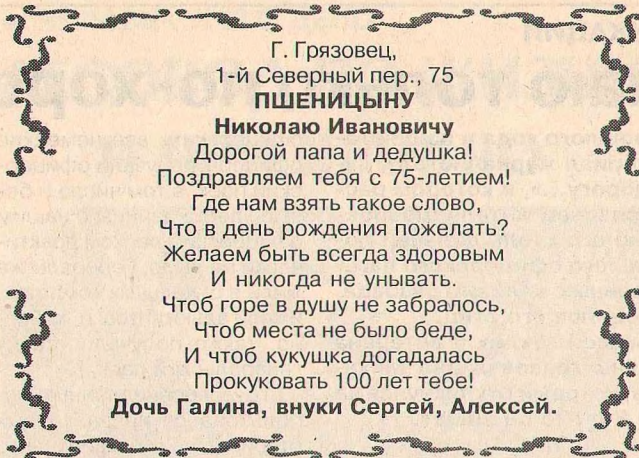 Г. Грязовец,
1-й Северный пер., 75
ПШЕНИЦЫНУ
Николаю Ивановичу
Дорогой папа и дедушка!
Поздравляем тебя с 75-летием!
Где нам взять такое слово,
Что в день рождения пожелать?
Желаем быть всегда здоровым
И никогда не унывать.
Чтоб горе в душу не забралось,
Чтоб места не было беде,
И чтоб кукушка догадалась
Прокуковать 100 лет тебе!
Дочь Галина, внуки Сергей, Алексей.